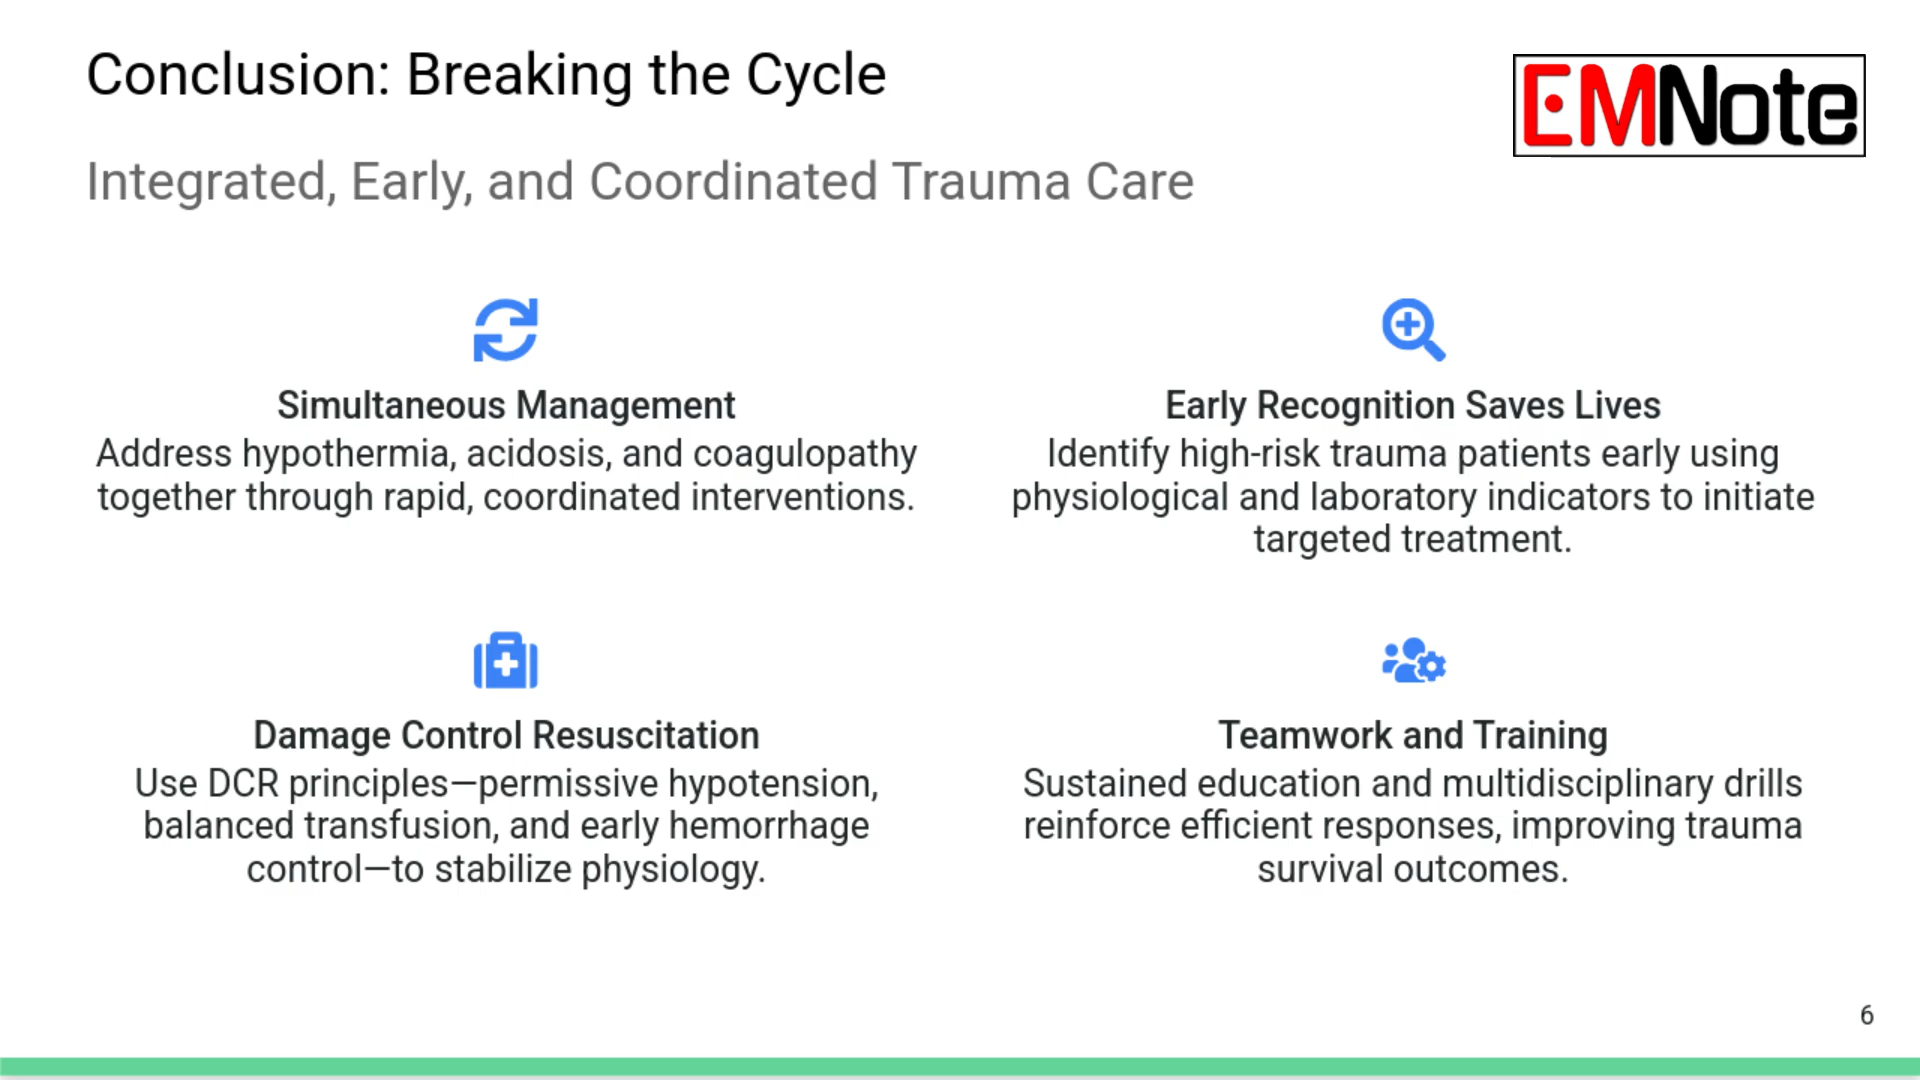 Conclusion: Breaking the Cycle
EMNote
Integrated, Early, and Coordinated Trauma Care
Simultaneous Management
Address hypothermia, acidosis, and coagulopathy
together through rapid, coordinated interventions.
Early Recognition Saves Lives
Identify high-risk trauma patients early using
physiological and laboratory indicators to initiate
targeted treatment.
Damage Control Resuscitation
Use DCR principles—permissive hypotension,
balanced transfusion, and early hemorrhage
control—to stabilize physiology.
Teamwork and Training
Sustained education and multidisciplinary drills
reinforce efficient responses, improving trauma
survival outcomes.
6